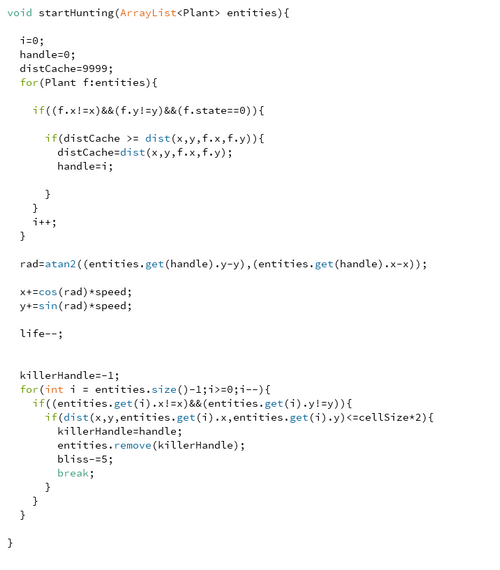 void startHunting(ArrayList<Plant> entities){
i=0;
handle=0;
distCache=9999;
for(Plant f:entities){
if((f.x!=x)&&(f.y!=y)&&(f.state==0)){
if(distCache >= dist(x,y,f.x,f.y)){
distCache=dist(x,y,f.x,f.y);
handle=i;
}
}
i++;
}
rad=atan2((entities.get(handle).y-y),(entities.get(handle).x-x));
x+=cos(rad)*speed;
y+=sin(rad)*speed;
life--;
killerHandle=-1;
for(int i = entities.size()-1;i>=0;i--){
if((entities.get(i).x!=x)&&(entities.get(i).y!=y)){
if(dist(x,y,entities.get(i).x,entities.get(i).y)<=cellSize*2){
killerHandle=handle;
entities.remove(killerHandle);
bliss-=5;
break;
}
}
}
}